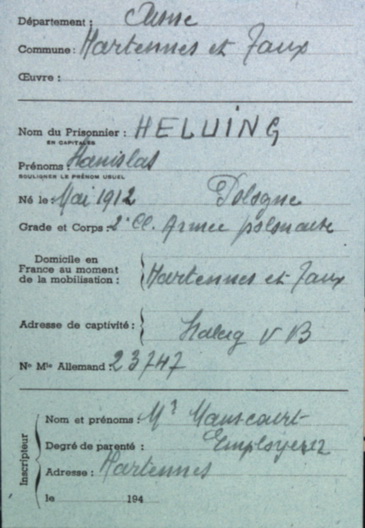 Département : Aisne
Commune : Hartennes et Taux
Œuvre :
Nom du Prisonnier : HELUING
EN CAPITALES
Prénoms : Stanislas
SOULIGNER LE PRÉNOM USUEL
Né le : Mai 1912 Pologne
Grade et Corps : 2e Cl. Armée polonaise
Domicile en
France au moment
de la mobilisation : Hartennes et Taux
Adresse de captivité : Stalag V B
No Mle Allemand : 23747
Inscripteur
Nom et prénoms : Mr
Degré de parenté : Employeur
Adresse : Hartennes
le 194